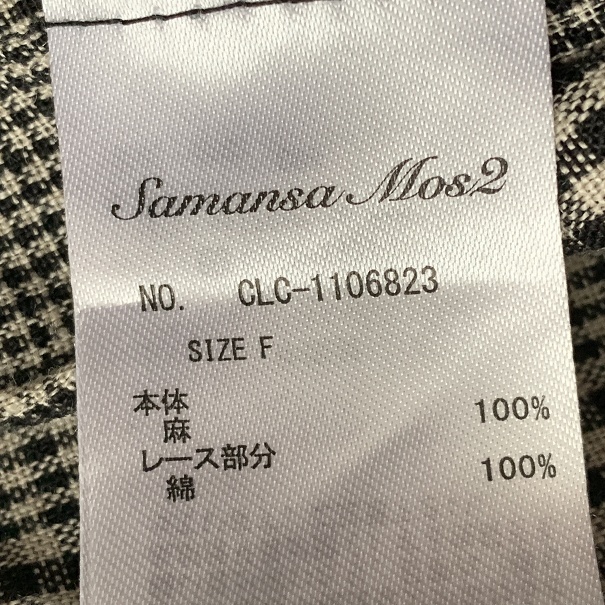 Samansa Mos2
NO. CLC-1106823
SIZE F
本体
麻 100%
レース部分
綿 100%